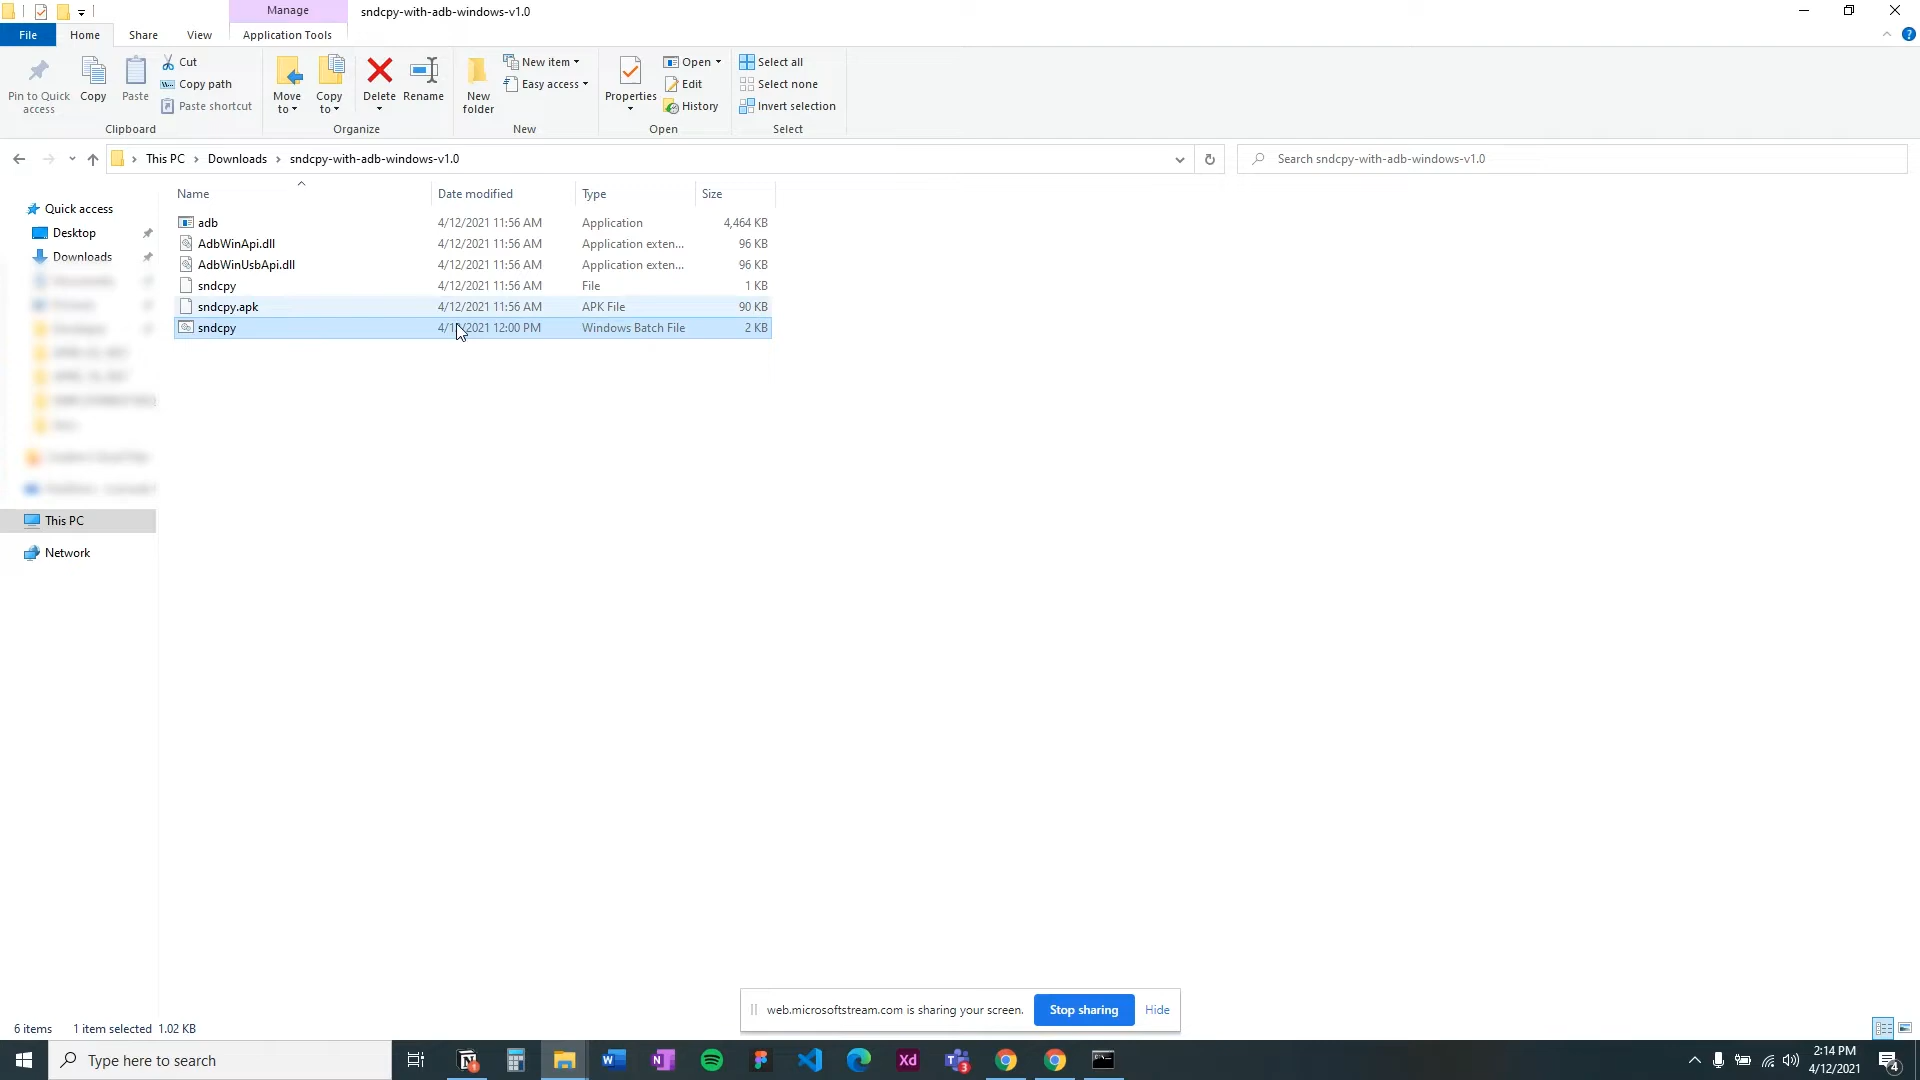 Manage
sndcpy-with-adb-windows-v1.0
File
Home
Share
View
Application Tools
Pin to Quick
access
Copy
Paste
Cut
Copy path
Paste shortcut
Clipboard
Move
to
Copy
to
Delete
Rename
Organize
New
folder
New item
Easy access
New
Properties
Open
Edit
History
Open
Select all
Select none
Invert selection
Select
This PC
Downloads
sndcpy-with-adb-windows-v1.0
Search sndcpy-with-adb-windows-v1.0
Name
Date modified
Type
Size
Quick access
Desktop
Downloads
This PC
Network
adb 4/12/2021 11:56 AM Application 4,464 KB
AdbWinApi.dll 4/12/2021 11:56 AM Application exten... 96 KB
AdbWinUsbApi.dll 4/12/2021 11:56 AM Application exten... 96 KB
sndcpy 4/12/2021 11:56 AM File 1 KB
sndcpy.apk 4/12/2021 11:56 AM APK File 90 KB
sndcpy 4/1 2021 12:00 PM Windows Batch File 2 KB
web.microsoftstream.com is sharing your screen.
Stop sharing
Hide
6 items 1 item selected 1.02 KB
Type here to search
N
1
W
N
Xd
3
2:14 PM
4/12/2021
4